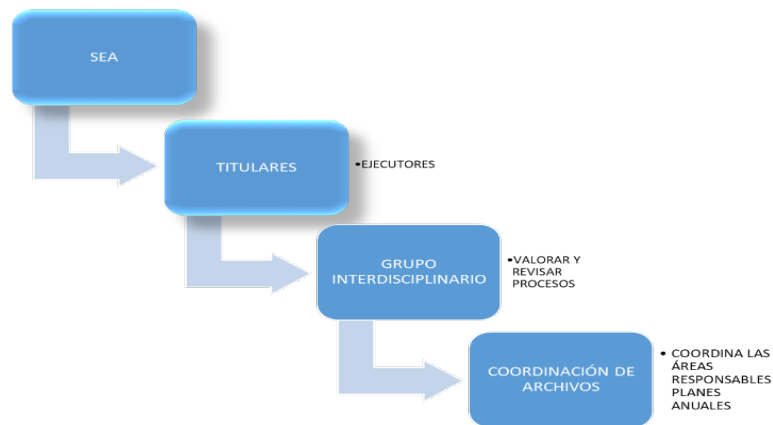 SEA
TITULARES
•EJECUTORES
GRUPO
INTERDISCIPLINARIO
•VALORAR Y
REVISAR
PROCESOS
COORDINACIÓN DE
ARCHIVOS
• COORDINA LAS
ÁREAS
RESPONSABLES
PLANES
ANUALES